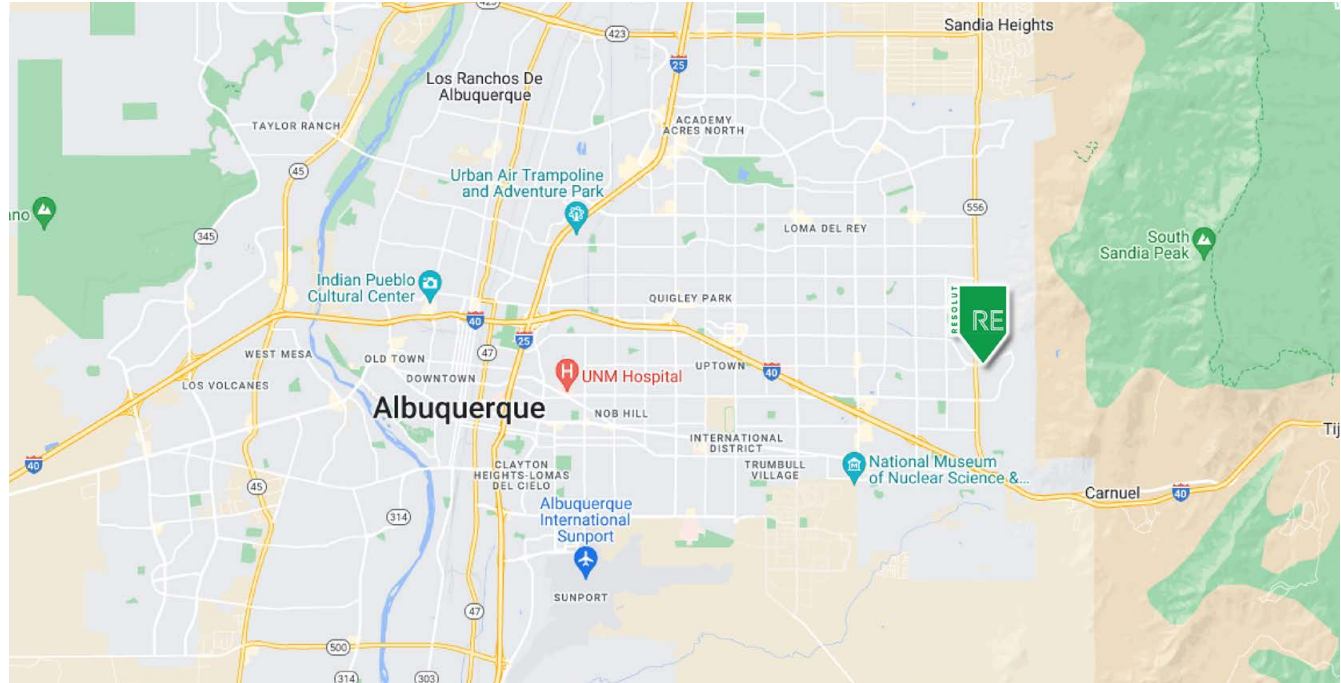 423
423
Sandia Heights
25
Los Ranchos De
Albuquerque
ACADEMY
ACRES NORTH
TAYLOR RANCH
45
Urban Air Trampoline
and Adventure Park
ano
345
556
LOMA DEL REY
South
Sandia Peak
Indian Pueblo
Cultural Center
QUIGLEY PARK
RESOLUT
RE
40
25
47
WEST MESA
OLD TOWN
UPTOWN
40
LOS VOLCANES
DOWNTOWN
UNM Hospital
Albuquerque
NOB HILL
Tij
INTERNATIONAL
DISTRICT
40
CLAYTON
HEIGHTS-LOMAS
DEL CIELO
TRUMBULL
VILLAGE
National Museum
of Nuclear Science &...
45
Carnuel
40
314
Albuquerque
International
Sunport
SUNPORT
47
500
314
303